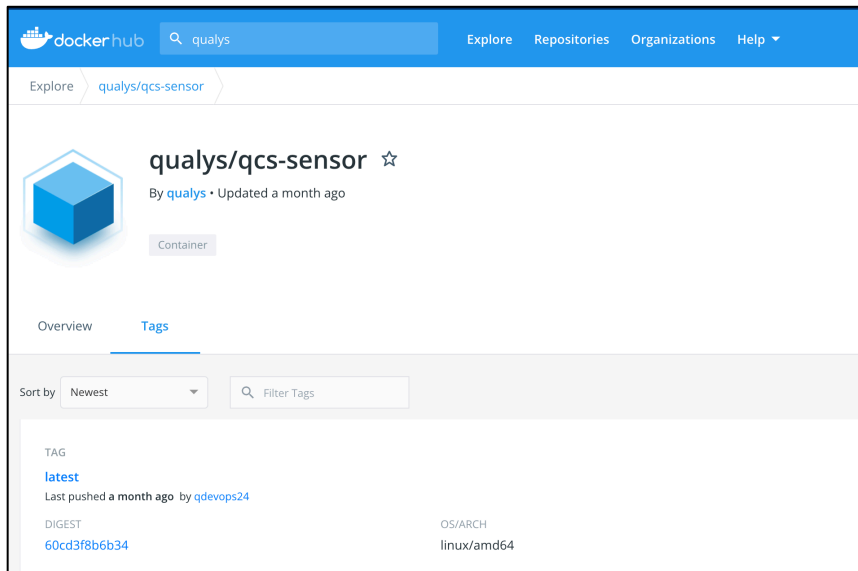 dockerhub qualys Explore Repositories Organizations Help
Explore qualys/qcs-sensor
qualys/qcs-sensor
By qualys • Updated a month ago
Container
Overview Tags
Sort by Newest Filter Tags
TAG
latest
Last pushed a month ago by qdevops24
DIGEST OS/ARCH
60cd3f8b6b34 linux/amd64